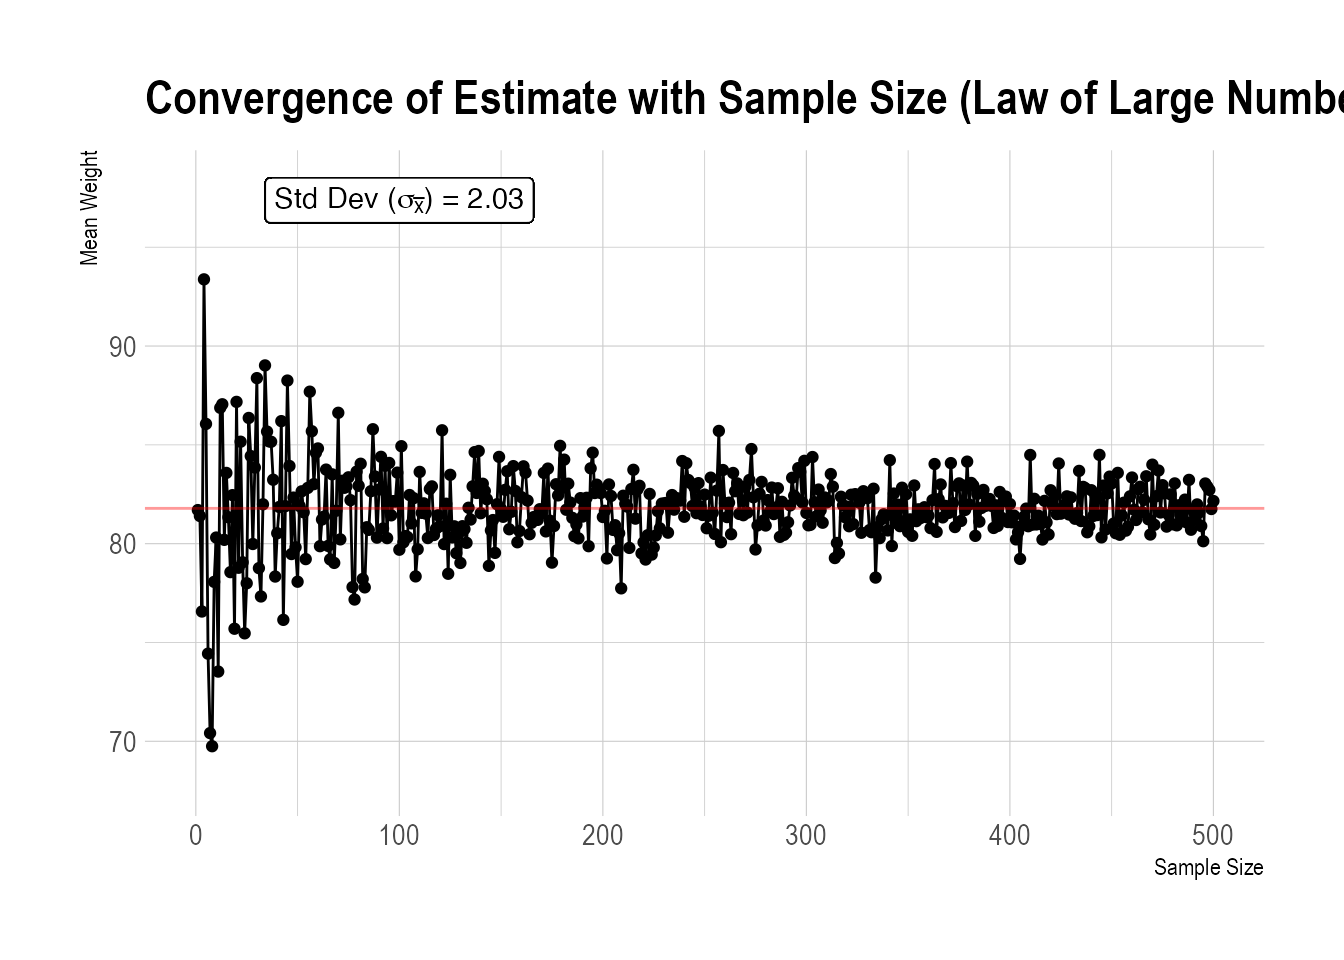 Convergence of Estimate with Sample Size (Law of Large Numbe
Mean Weight
Std Dev (σx̅) = 2.03
90
80
70
0 100 200 300 400 500
Sample Size